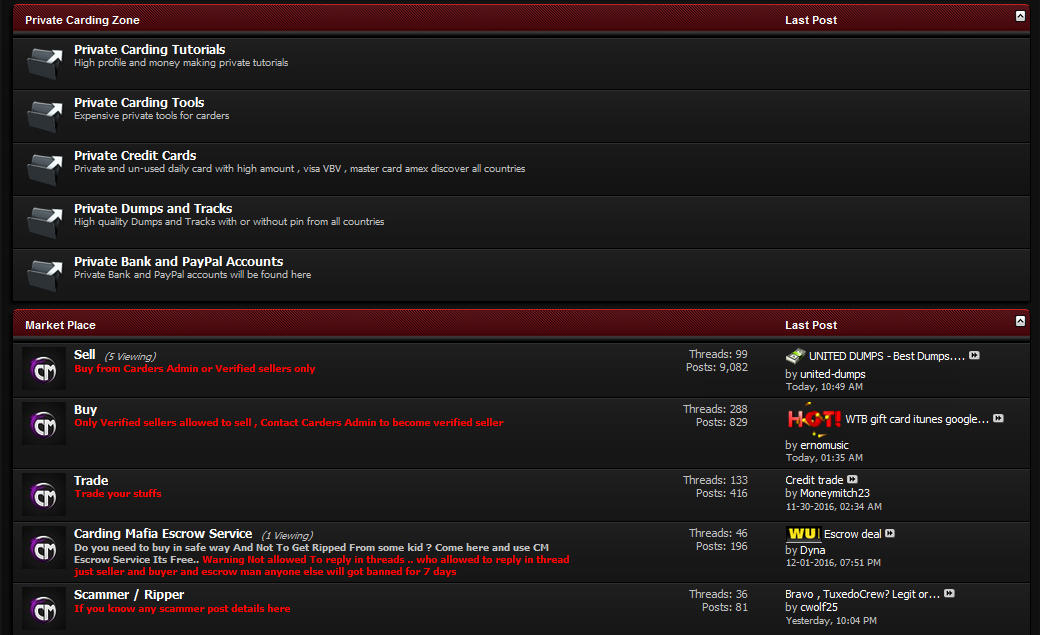 Private Carding Zone Last Post
Private Carding Tutorials
High profile and money making private tutorials
Private Carding Tools
Expensive private tools for carders
Private Credit Cards
Private and un-used daily card with high amount , visa VBV , master card amex discover all countries
Private Dumps and Tracks
High quality Dumps and Tracks with or without pin from all countries
Private Bank and PayPal Accounts
Private Bank and PayPal accounts will be found here
Market Place Last Post
CM
Sell (5 Viewing)
Buy from Carders Admin or Verified sellers only
Threads: 99
Posts: 9,082
UNITED DUMPS - Best Dumps....
by united-dumps
Today, 10:49 AM
CM
Buy
Only Verified sellers allowed to sell , Contact Carders Admin to become verified seller
Threads: 288
Posts: 829
HOT! WTB gift card itunes google...
by ernomusic
Today, 01:35 AM
CM
Trade
Trade your stuffs
Threads: 133
Posts: 416
Credit trade
by Moneymitch23
11-30-2016, 02:34 AM
CM
Carding Mafia Escrow Service (1 Viewing)
Do you need to buy in safe way And Not To Get Ripped From some kid ? Come here and use CM
Escrow Service Its Free.. Warning Not allowed To reply in threads .. who allowed to reply in thread
just seller and buyer and escrow man anyone else will got banned for 7 days
Threads: 46
Posts: 196
WU Escrow deal
by Dyna
12-01-2016, 07:51 PM
CM
Scammer / Ripper
If you know any scammer post details here
Threads: 36
Posts: 81
Bravo , TuxedoCrew? Legit or...
by cwolf25
Yesterday, 10:04 PM